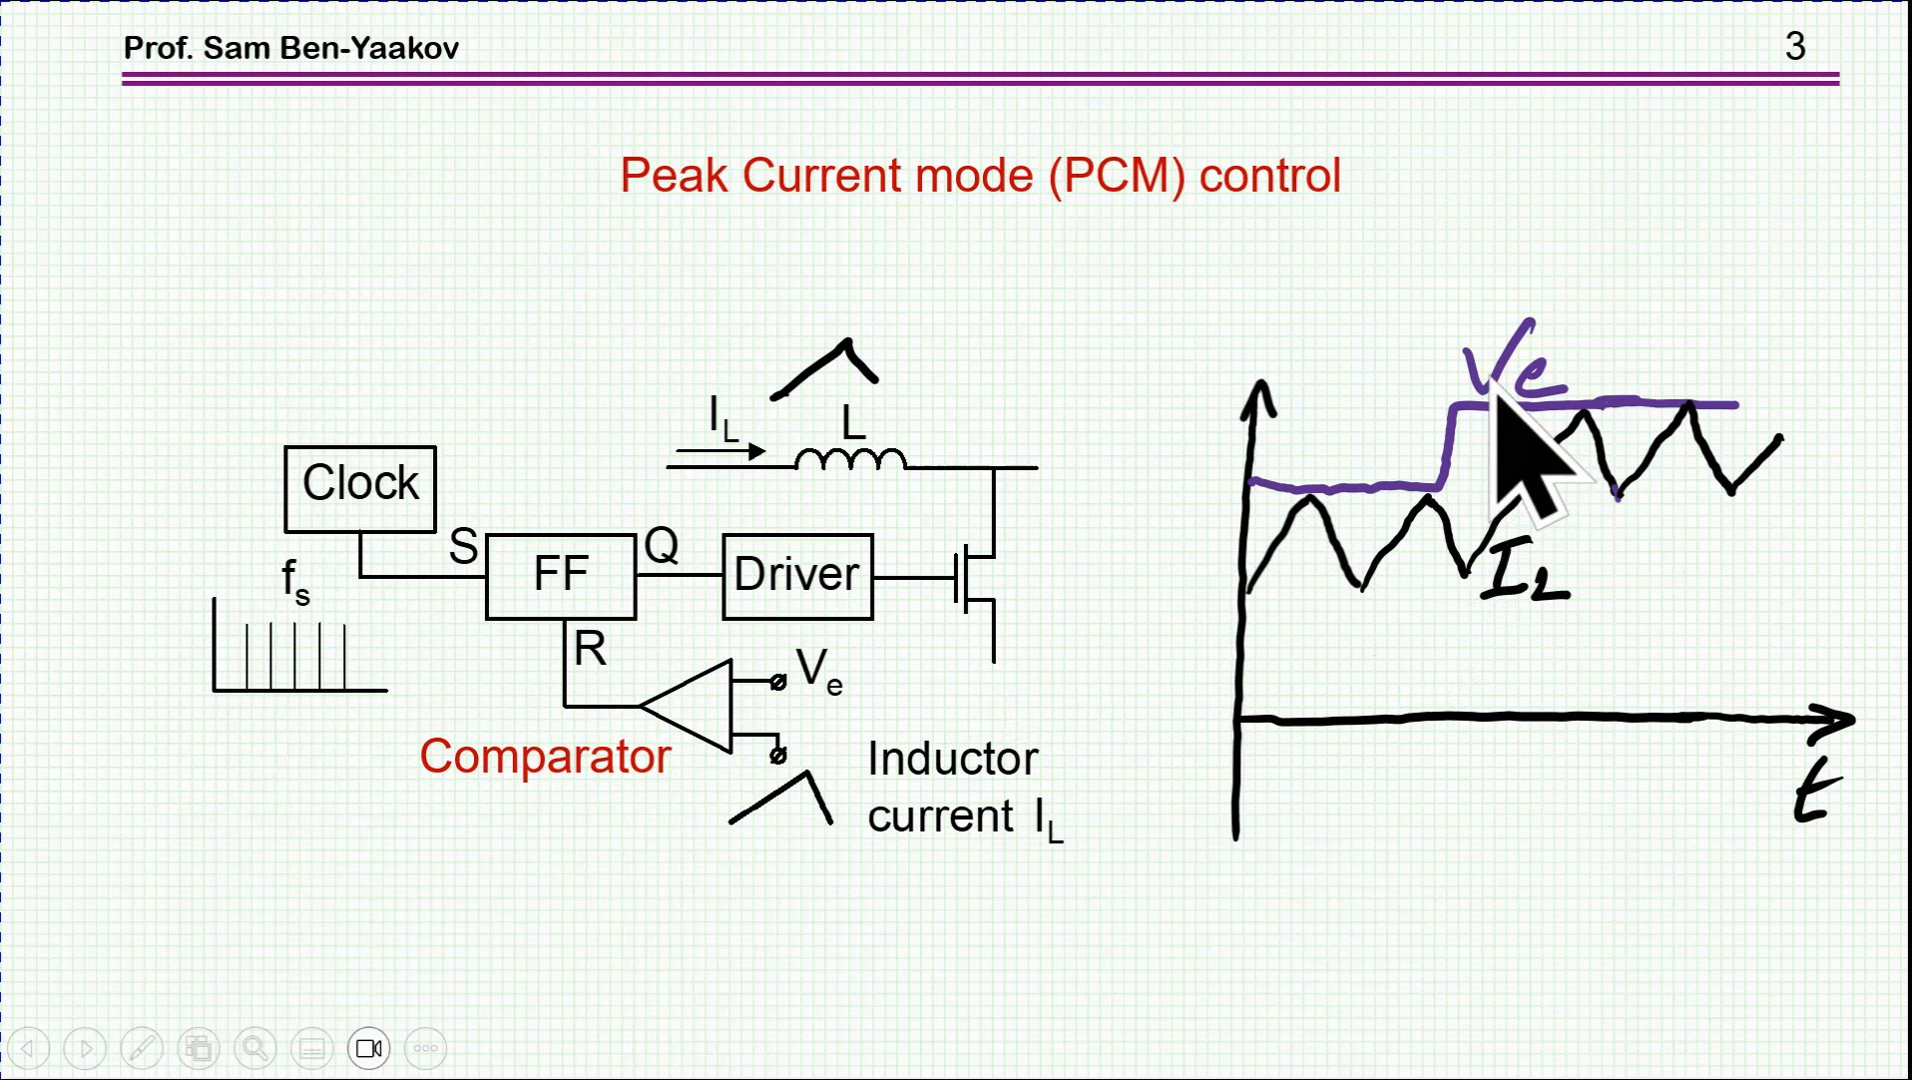 Prof. Sam Ben-Yaakov
3
Peak Current mode (PCM) control
Ve
IL
L
Clock
S
FF
Q
Driver
fs
R
Ve
Comparator
Inductor
current IL
IL
t